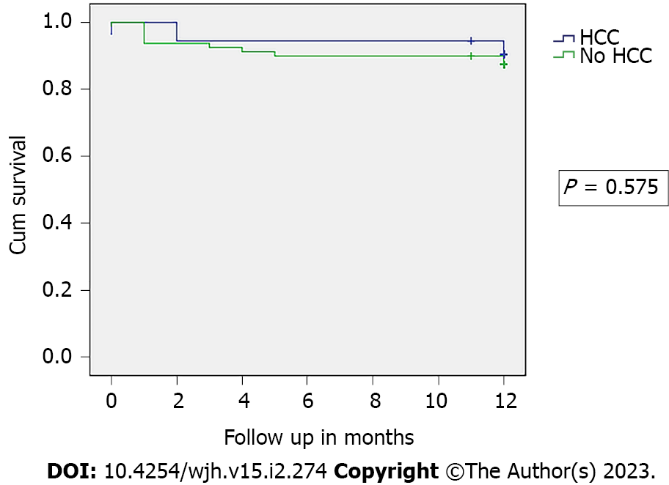 1.0
0.8
0.6
0.4
0.2
0.0
Cum survival
0 2 4 6 8 10 12
Follow up in months
HCC
No HCC
P = 0.575
DOI: 10.4254/wjh.v15.i2.274 Copyright ©The Author(s) 2023.